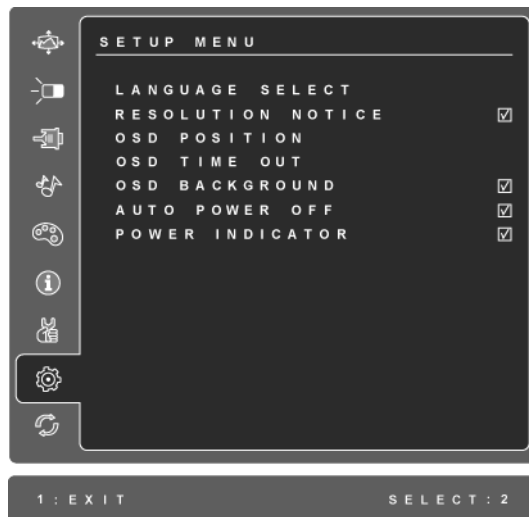 SETUP MENU
LANGUAGE SELECT
RESOLUTION NOTICE
OSD POSITION
OSD TIME OUT
OSD BACKGROUND
AUTO POWER OFF
POWER INDICATOR
1:EXIT SELECT:2